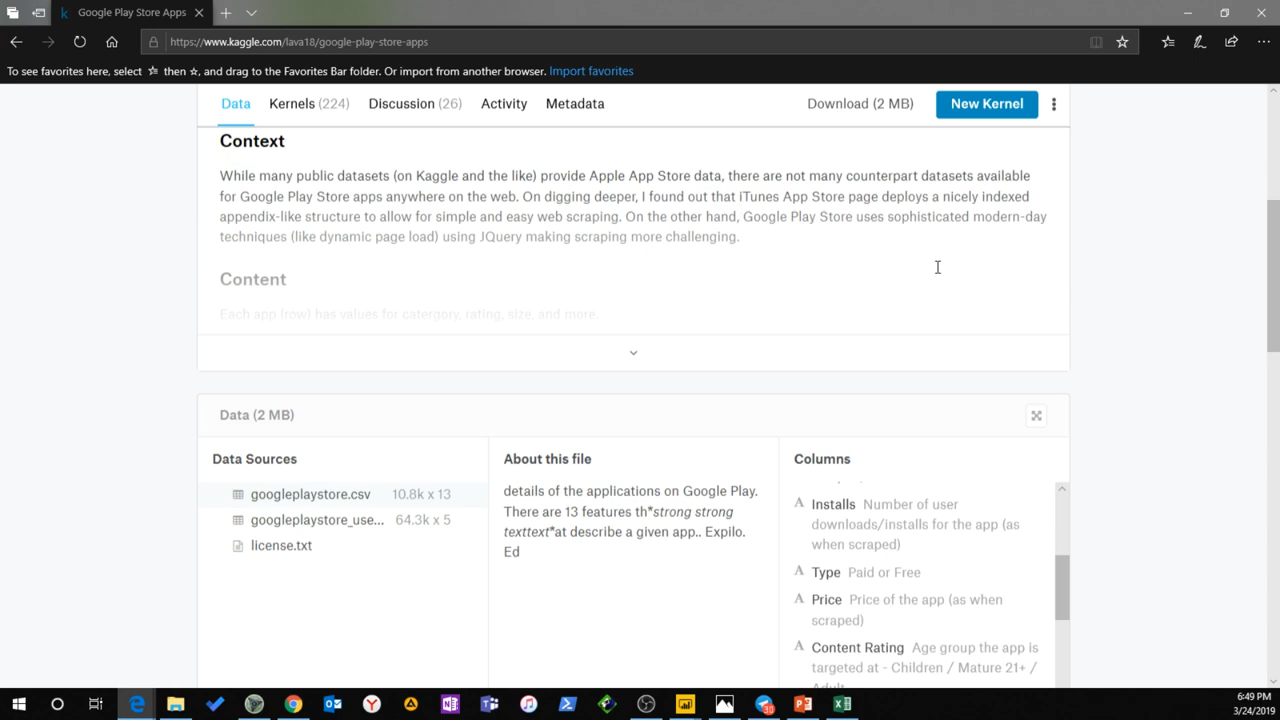 Google Play Store Apps
https://www.kaggle.com/lava18/google-play-store-apps
To see favorites here, select then ☆, and drag to the Favorites Bar folder. Or import from another browser. Import favorites
Data Kernels (224) Discussion (26) Activity Metadata Download (2 MB) New Kernel
Context
While many public datasets (on Kaggle and the like) provide Apple App Store data, there are not many counterpart datasets available
for Google Play Store apps anywhere on the web. On digging deeper, I found out that iTunes App Store page deploys a nicely indexed
appendix-like structure to allow for simple and easy web scraping. On the other hand, Google Play Store uses sophisticated modern-day
techniques (like dynamic page load) using JQuery making scraping more challenging.
Content
Each app (row) has values for catergory, rating, size, and more.
Data (2 MB)
Data Sources
googleplaystore.csv 10.8k x 13
googleplaystore_use... 64.3k x 5
license.txt
About this file
details of the applications on Google Play.
There are 13 features th*strong strong
texttext*at describe a given app.. Expilo.
Ed
Columns
A Installs Number of user
downloads/installs for the app (as
when scraped)
A Type Paid or Free
A Price Price of the app (as when
scraped)
A Content Rating Age group the app is
targeted at - Children / Mature 21+ /
Adult
30
6:49 PM
3/24/2019